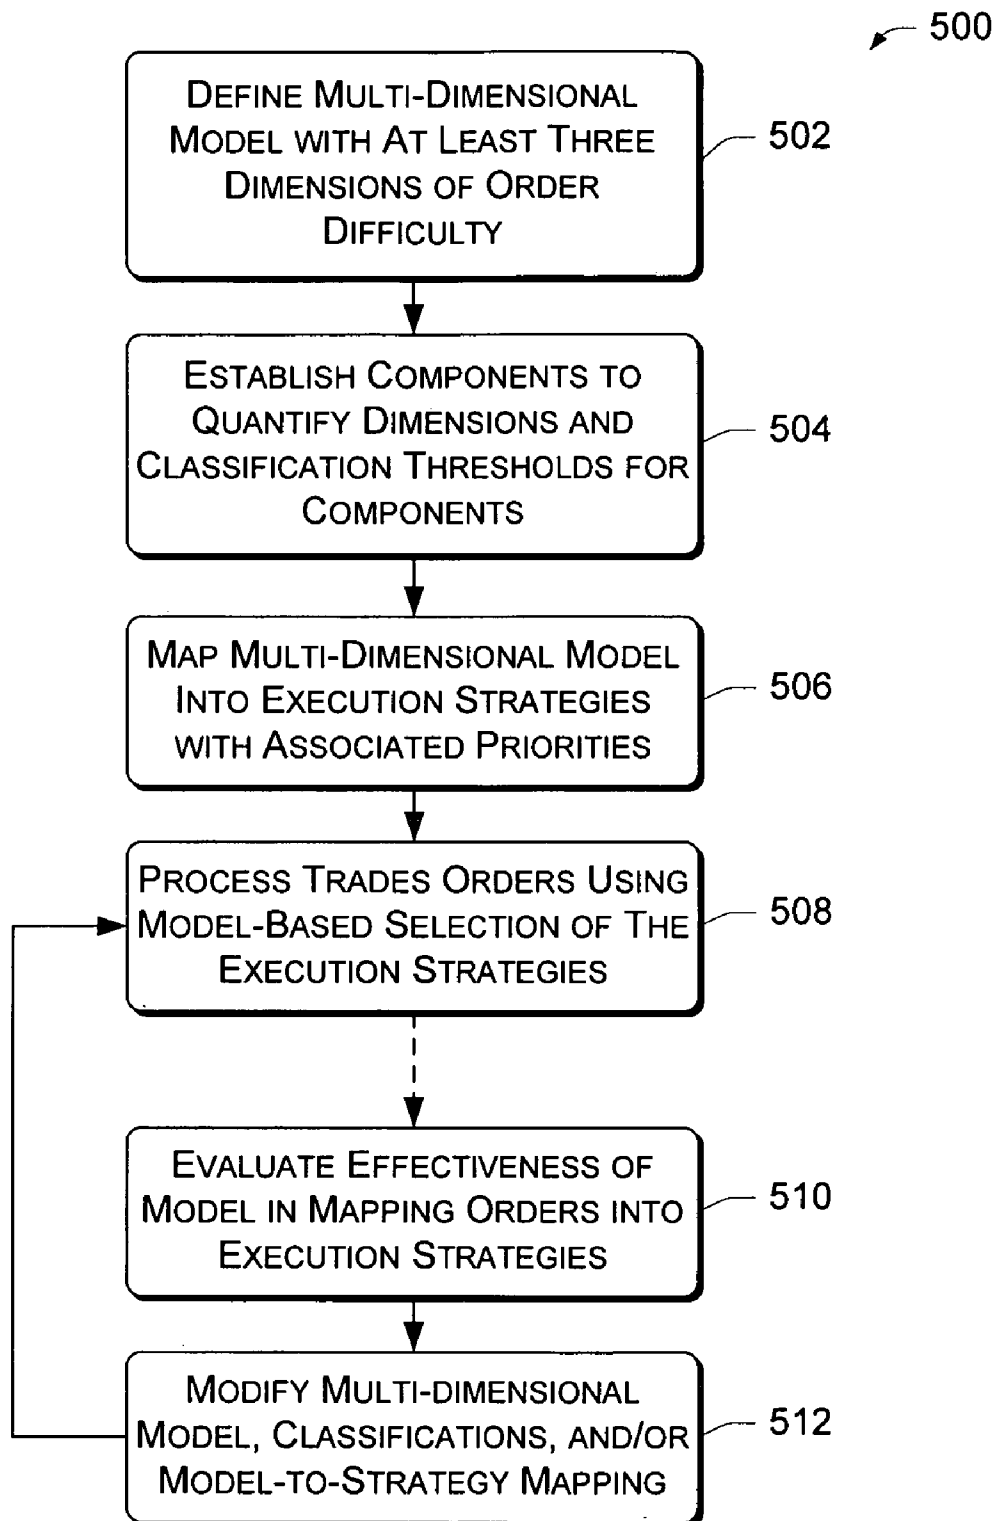 500
DEFINE MULTI-DIMENSIONAL
MODEL WITH AT LEAST THREE
DIMENSIONS OF ORDER
DIFFICULTY
502
ESTABLISH COMPONENTS TO
QUANTIFY DIMENSIONS AND
CLASSIFICATION THRESHOLDS FOR
COMPONENTS
504
MAP MULTI-DIMENSIONAL MODEL
INTO EXECUTION STRATEGIES
WITH ASSOCIATED PRIORITIES
506
PROCESS TRADES ORDERS USING
MODEL-BASED SELECTION OF THE
EXECUTION STRATEGIES
508
EVALUATE EFFECTIVENESS OF
MODEL IN MAPPING ORDERS INTO
EXECUTION STRATEGIES
510
MODIFY MULTI-DIMENSIONAL
MODEL, CLASSIFICATIONS, AND/OR
MODEL-TO-STRATEGY MAPPING
512